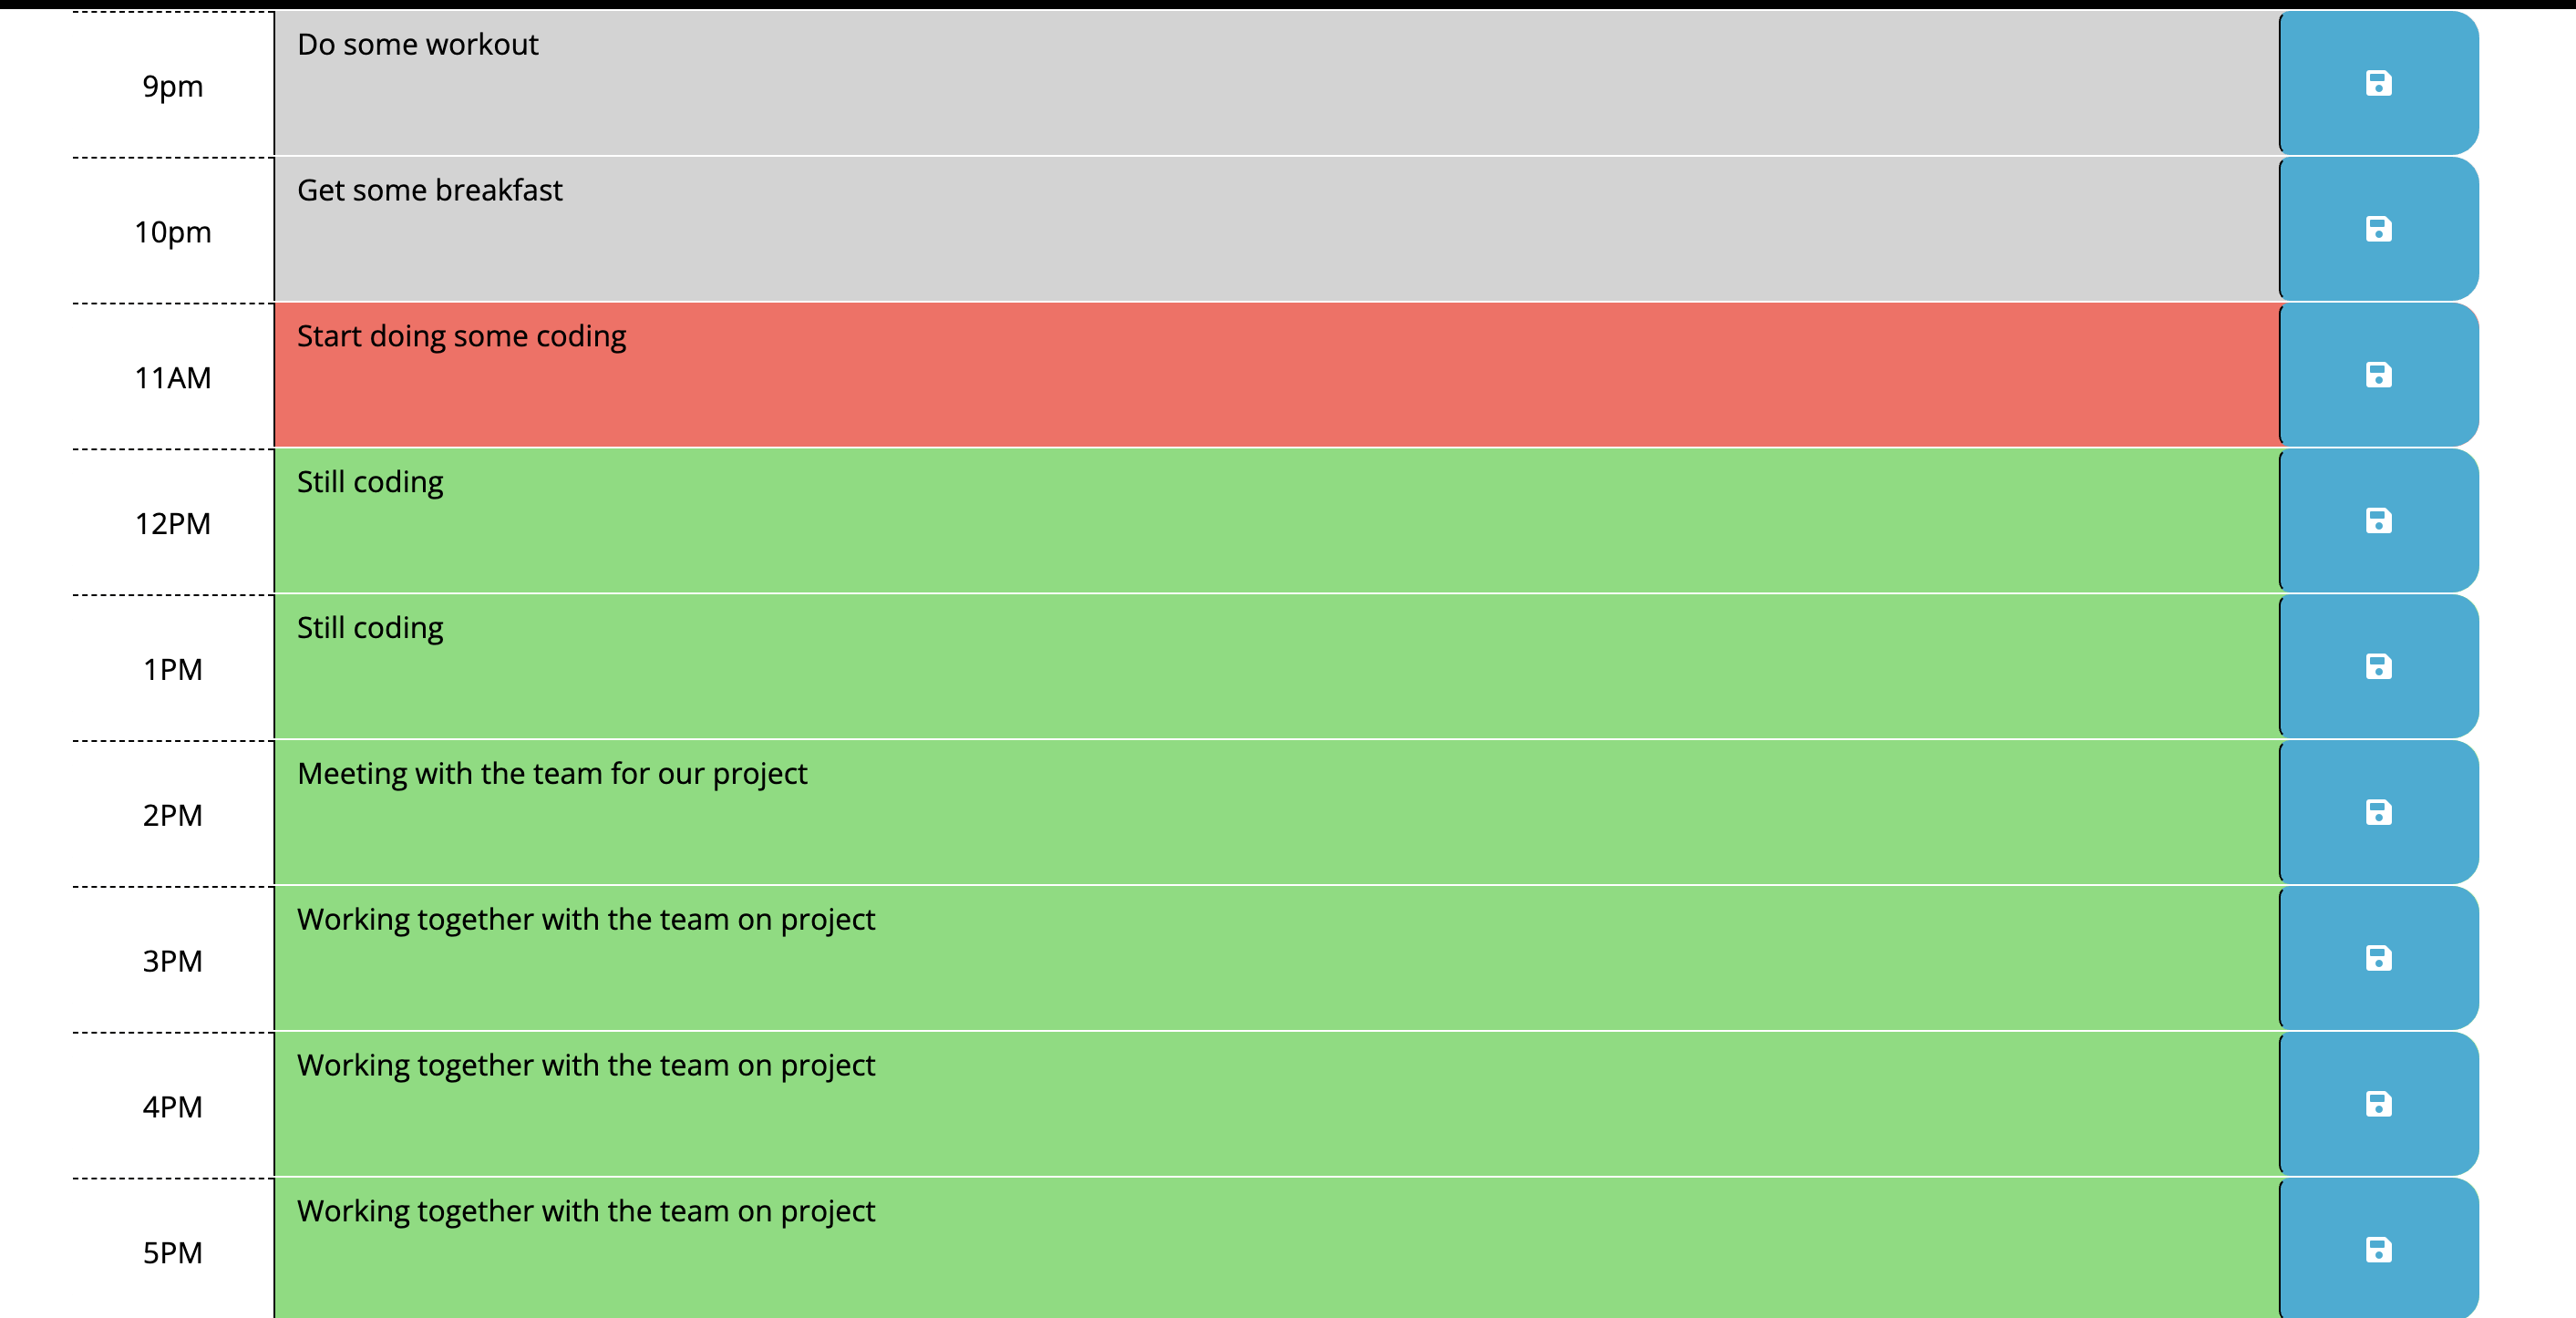 9pm
Do some workout
10pm
Get some breakfast
11AM
Start doing some coding
12PM
Still coding
1PM
Still coding
2PM
Meeting with the team for our project
3PM
Working together with the team on project
4PM
Working together with the team on project
5PM
Working together with the team on project